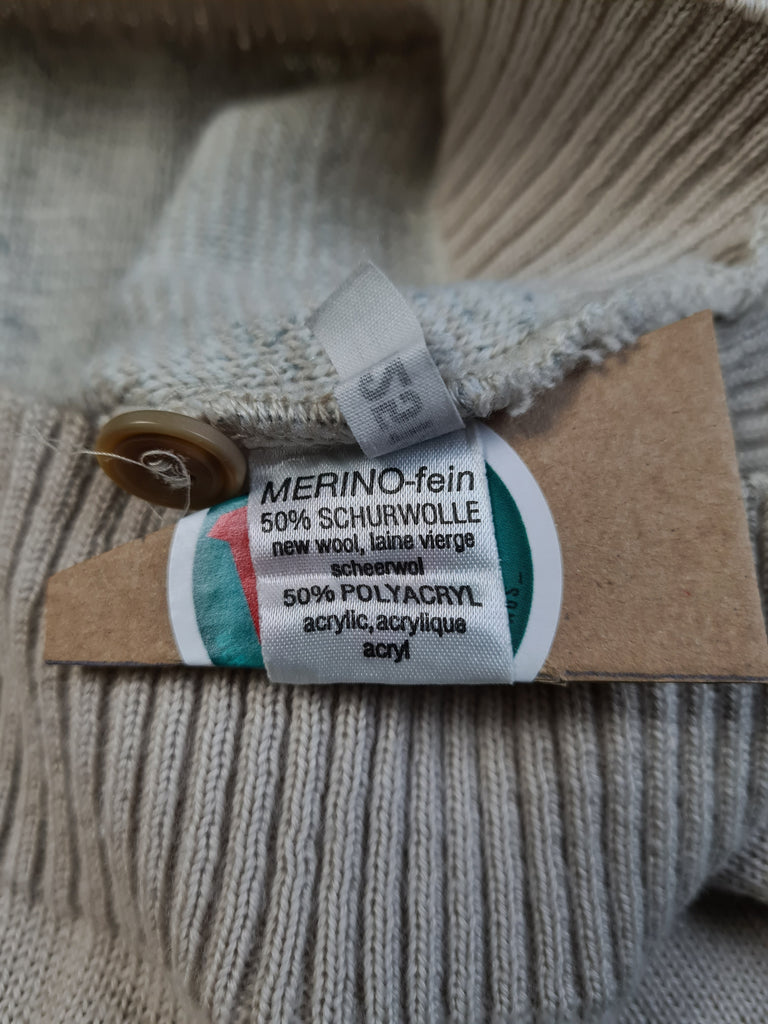 52
MERINO-fein
50% SCHURWOLLE
new wool, laine vierge
scheerwol
50% POLYACRYL
acrylic, acrylique
acryl